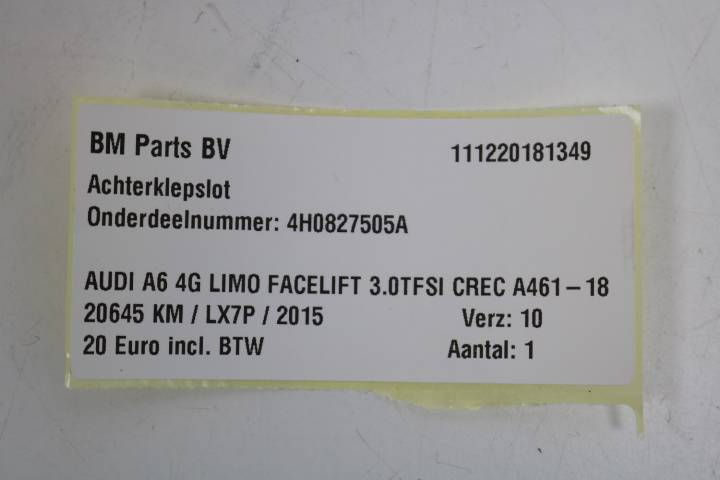 BM Parts BV 111220181349
Achterklepslot
Onderdeelnummer: 4H0827505A
AUDI A6 4G LIMO FACELIFT 3.0TFSI CREC A461-18
20645 KM / LX7P / 2015 Verz: 10
20 Euro incl. BTW Aantal: 1